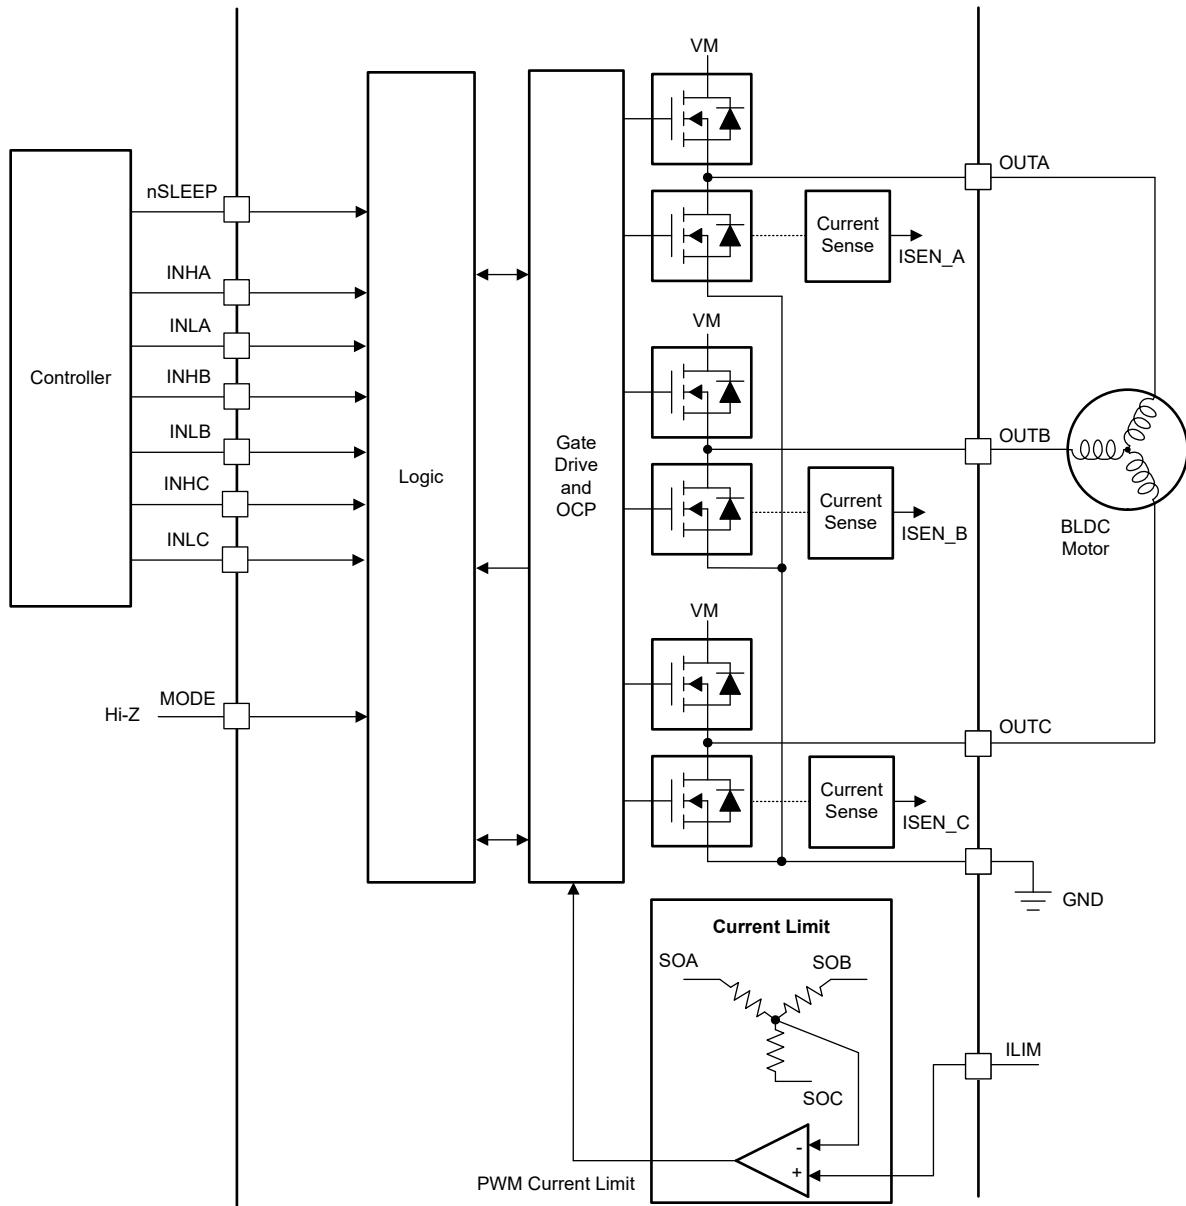 VM
nSLEEP
OUTA
Current
Sense
ISEN_A
INHA
INLA
VM
Controller
INHB
INLB
Logic
Gate
Drive
and
OCP
OUTB
INHC
Current
Sense
ISEN_B
BLDC
Motor
INLC
VM
MODE
Hi-Z
OUTC
Current
Sense
ISEN_C
GND
Current Limit
SOA
SOB
ILIM
SOC
-
+
PWM Current Limit